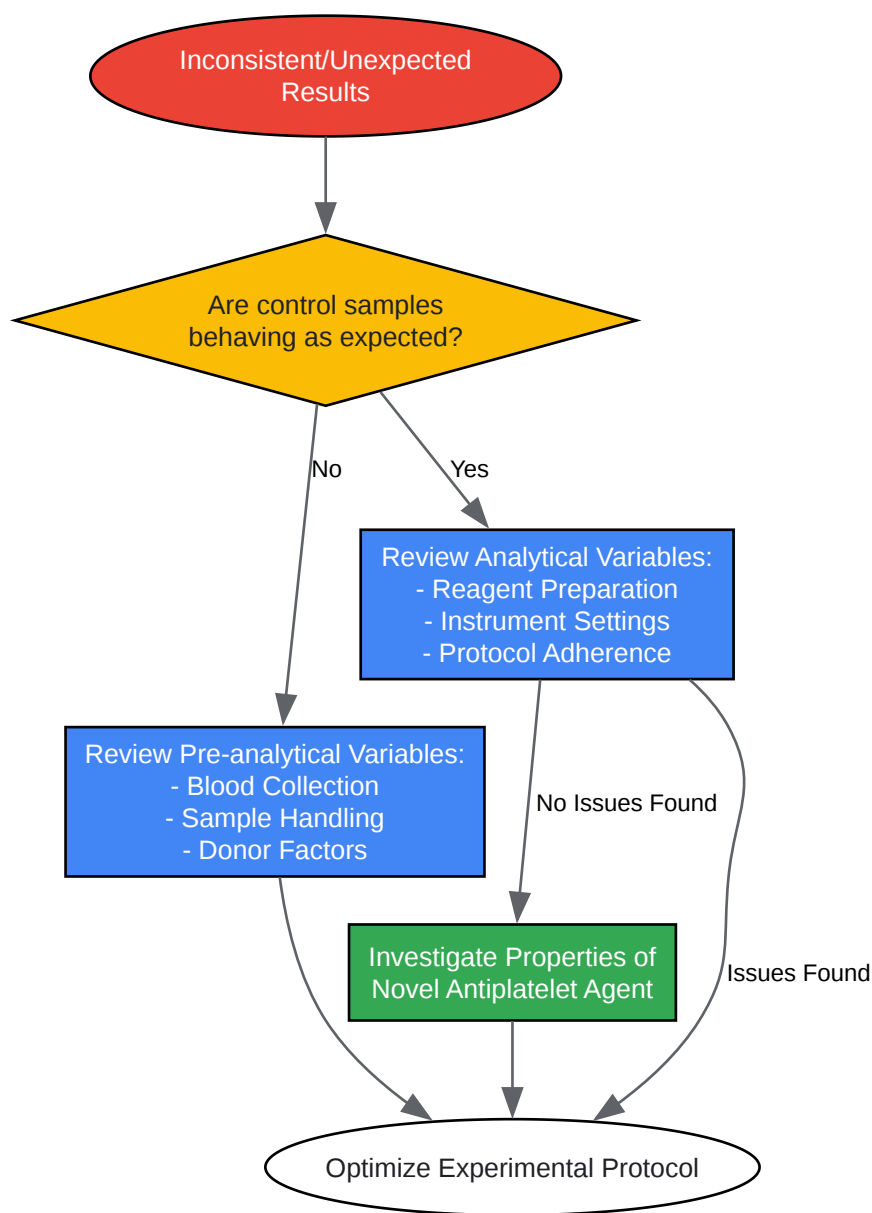 Inconsistent/Unexpected
Results
Are control samples
behaving as expected?
No
Yes
Review Analytical Variables:
- Reagent Preparation
- Instrument Settings
- Protocol Adherence
Review Pre-analytical Variables:
- Blood Collection
- Sample Handling
- Donor Factors
No Issues Found
Investigate Properties of
Novel Antiplatelet Agent
Issues Found
Optimize Experimental Protocol